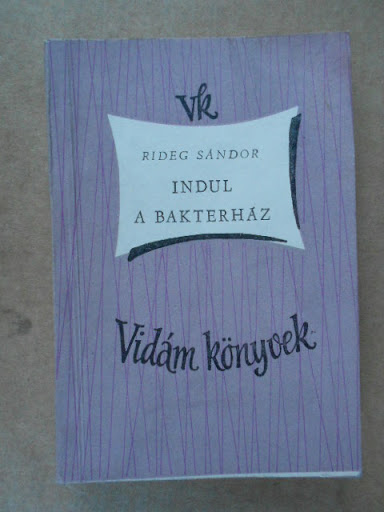 Vk
RIDEG SÁNDOR
INDUL
A BAKTERHÁZ
Vidám könyvek